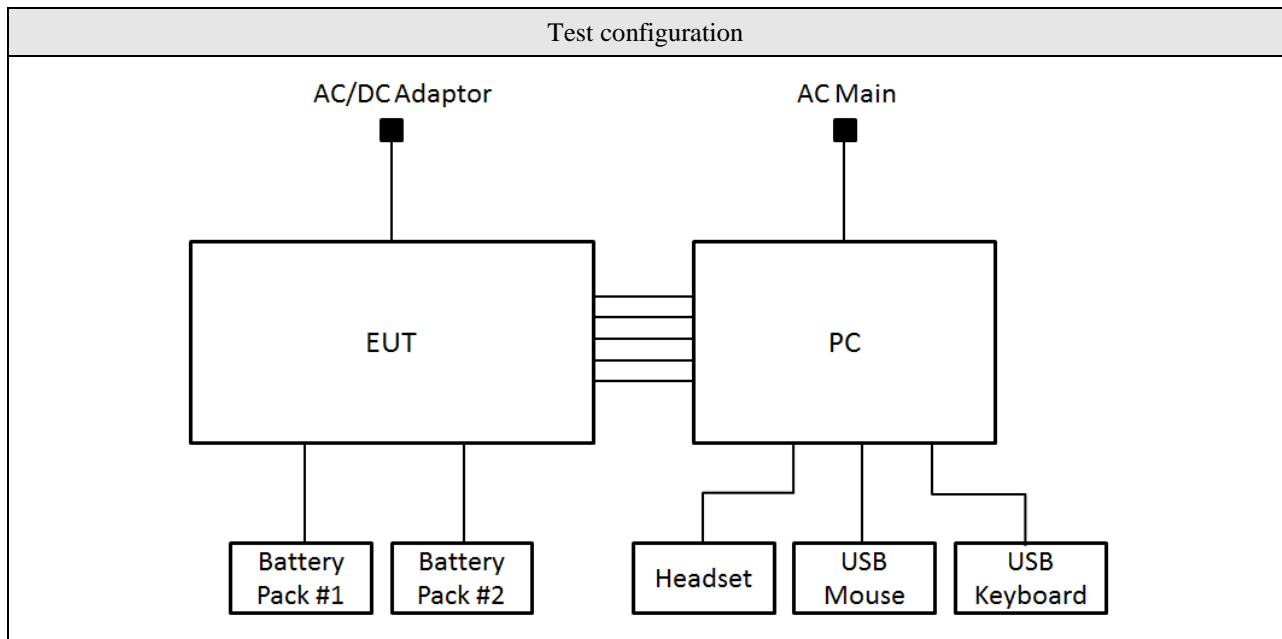 Test configuration
AC/DC Adaptor
AC Main
EUT
PC
Battery
Pack #1
Battery
Pack #2
Headset
USB
Mouse
USB
Keyboard